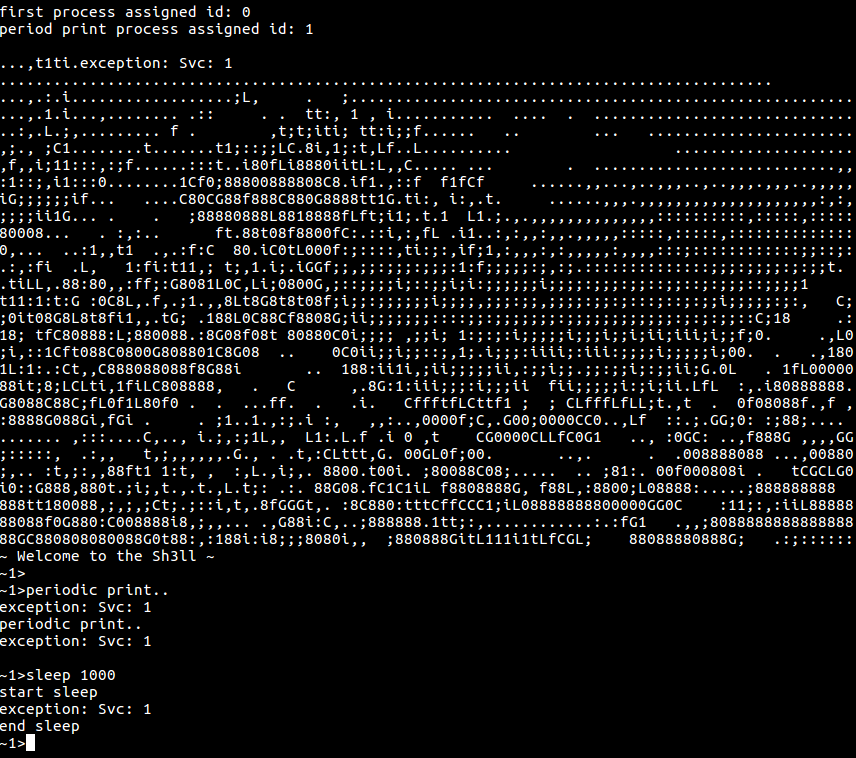 first process assigned id: 0
period print process assigned id: 1
...,t1ti.exception: Svc: 1
~ Welcome to the Sh3ll ~
~1>
~1>periodic print..
exception: Svc: 1
periodic print..
exception: Svc: 1
~1>sleep 1000
start sleep
exception: Svc: 1
end sleep
~1>